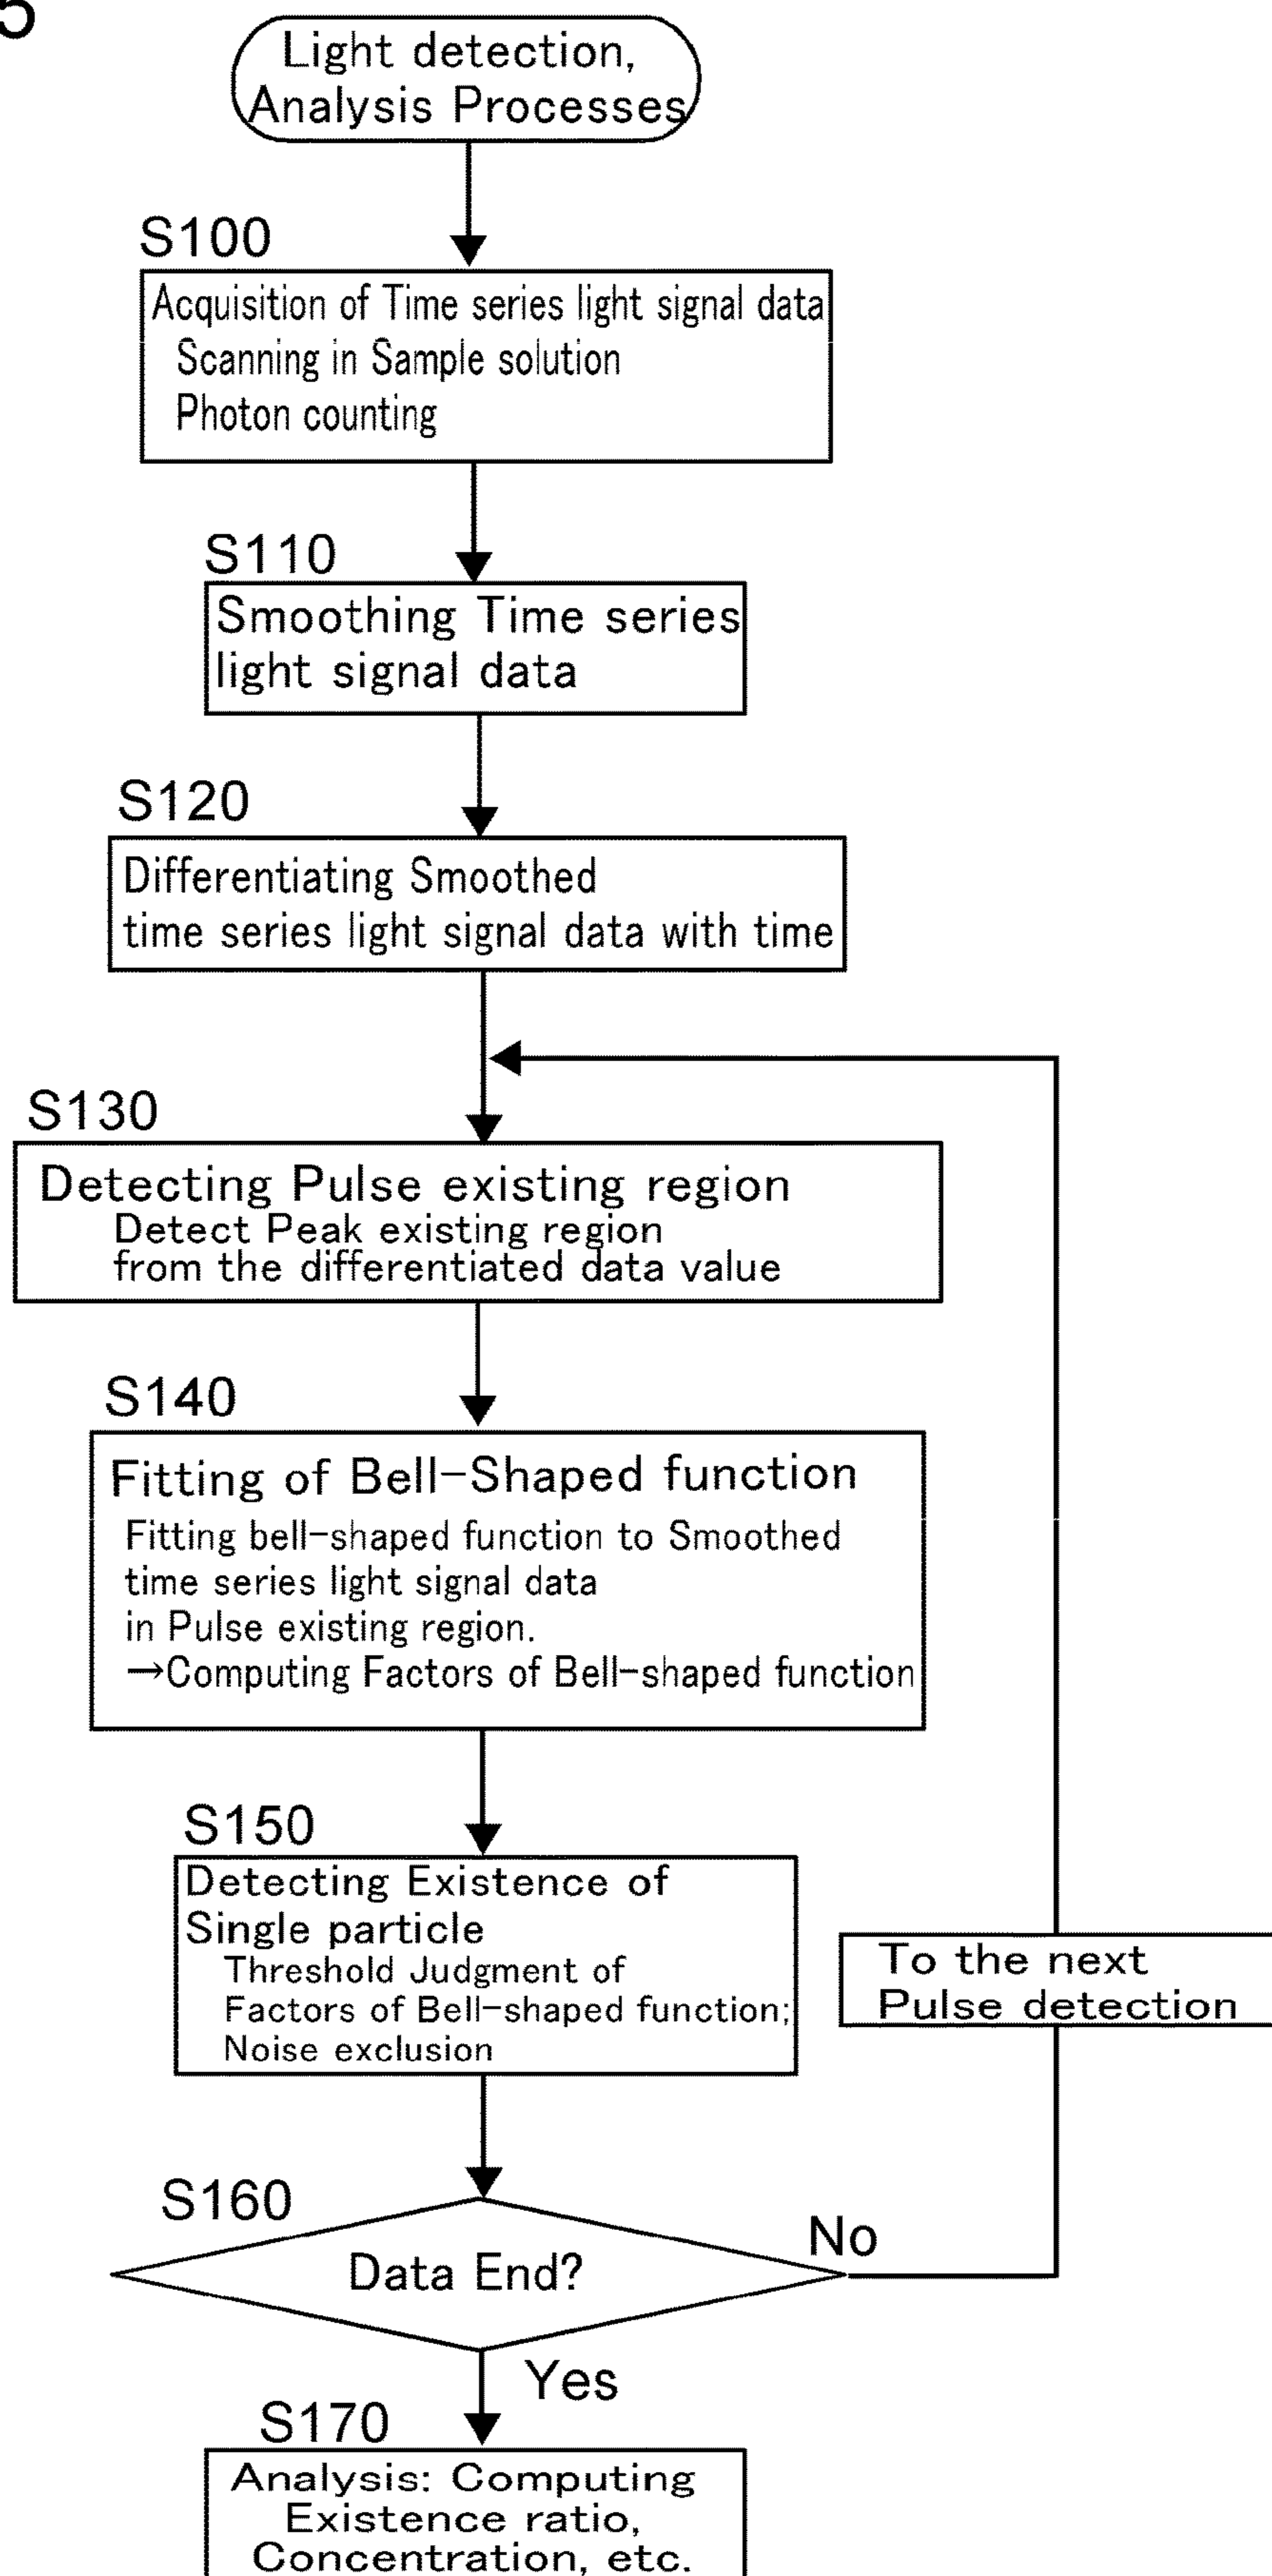 5
Light detection,
Analysis Processes
S100
Acquisition of Time series light signal data
Scanning in Sample solution
Photon counting
S110
Smoothing Time series
light signal data
S120
Differentiating Smoothed
time series light signal data with time
S130
Detecting Pulse existing region
Detect Peak existing region
from the differentiated data value
S140
Fitting of Bell-Shaped function
Fitting bell-shaped function to Smoothed
time series light signal data
in Pulse existing region.
→Computing Factors of Bell-shaped function
S150
Detecting Existence of
Single particle
Threshold Judgment of
Factors of Bell-shaped function;
Noise exclusion
To the next
Pulse detection
S160
Data End?
No
Yes
S170
Analysis: Computing
Existence ratio,
Concentration, etc.